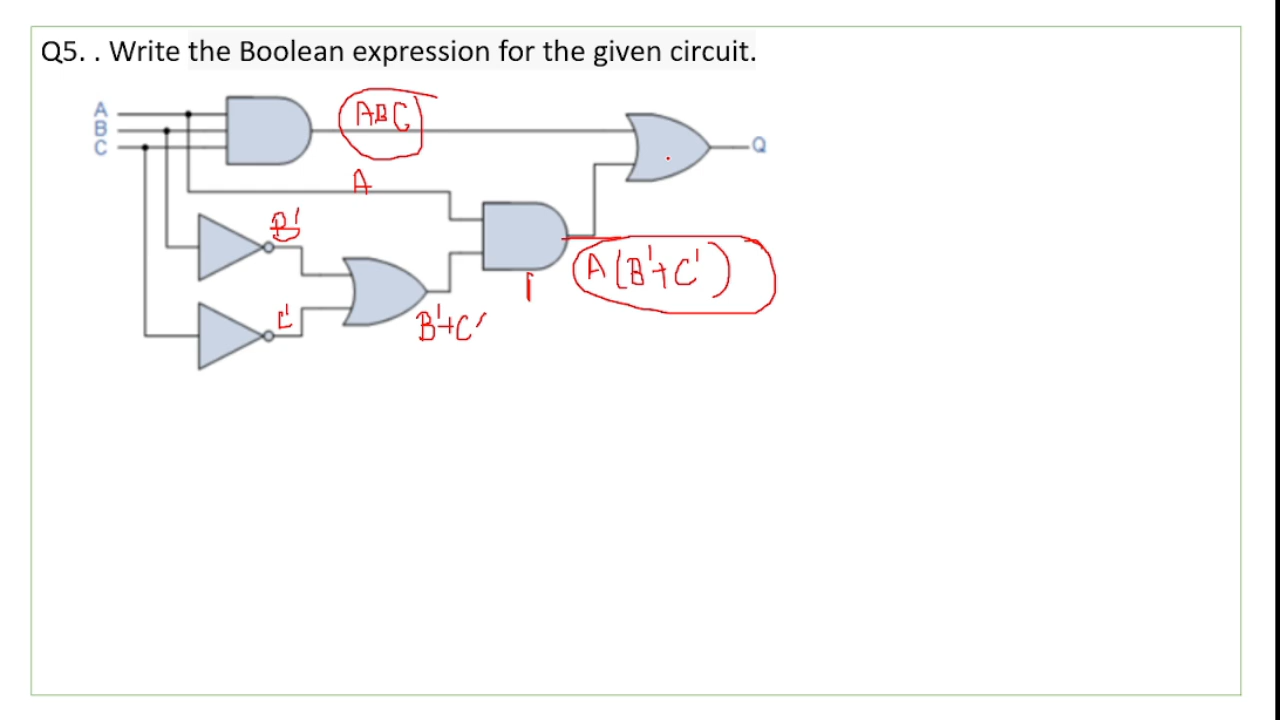 Q5. . Write the Boolean expression for the given circuit.
A
B
C
ABC
Q
A
B'
A(B'+C')
C'
B'+C'